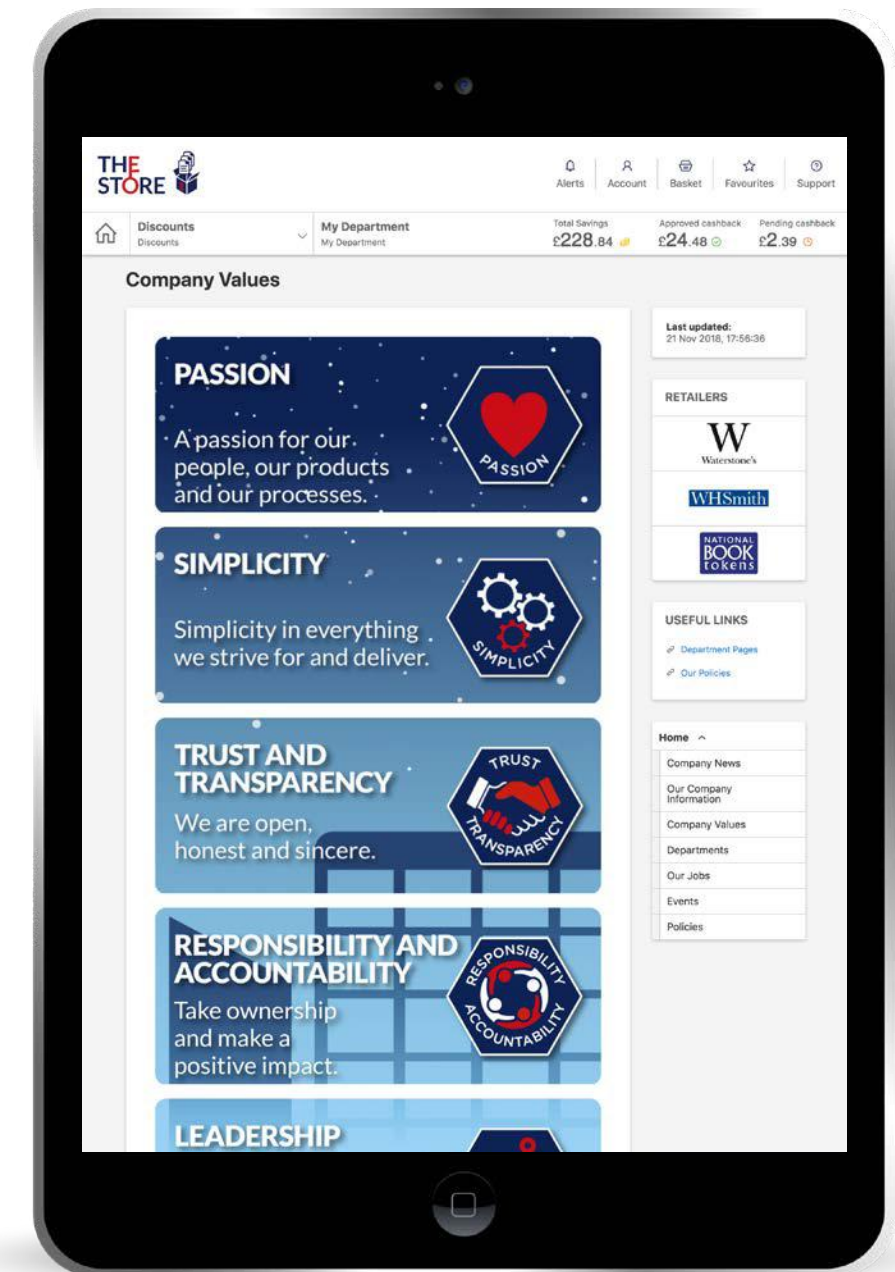 THE
STORE
Alerts
Account
Basket
Favourites
Support
Discounts
Discounts
My Department
My Department
Total Savings
£228.84
Approved cashback
£24.48
Pending cashback
£2.39
Company Values
PASSION
A passion for our
people, our products
and our processes.
PASSION
SIMPLICITY
Simplicity in everything
we strive for and deliver.
SIMPLICITY
TRUST AND
TRANSPARENCY
We are open,
honest and sincere.
TRUST
TRANSPARENCY
RESPONSIBILITY AND
ACCOUNTABILITY
Take ownership
and make a
positive impact.
RESPONSIBILITY
ACCOUNTABILITY
LEADERSHIP
Last updated:
21 Nov 2018, 17:56:36
RETAILERS
W
Waterstone's
WHSmith
NATIONAL
BOOK
tokens
USEFUL LINKS
Department Pages
Our Policies
Home
Company News
Our Company
Information
Company Values
Departments
Our Jobs
Events
Policies